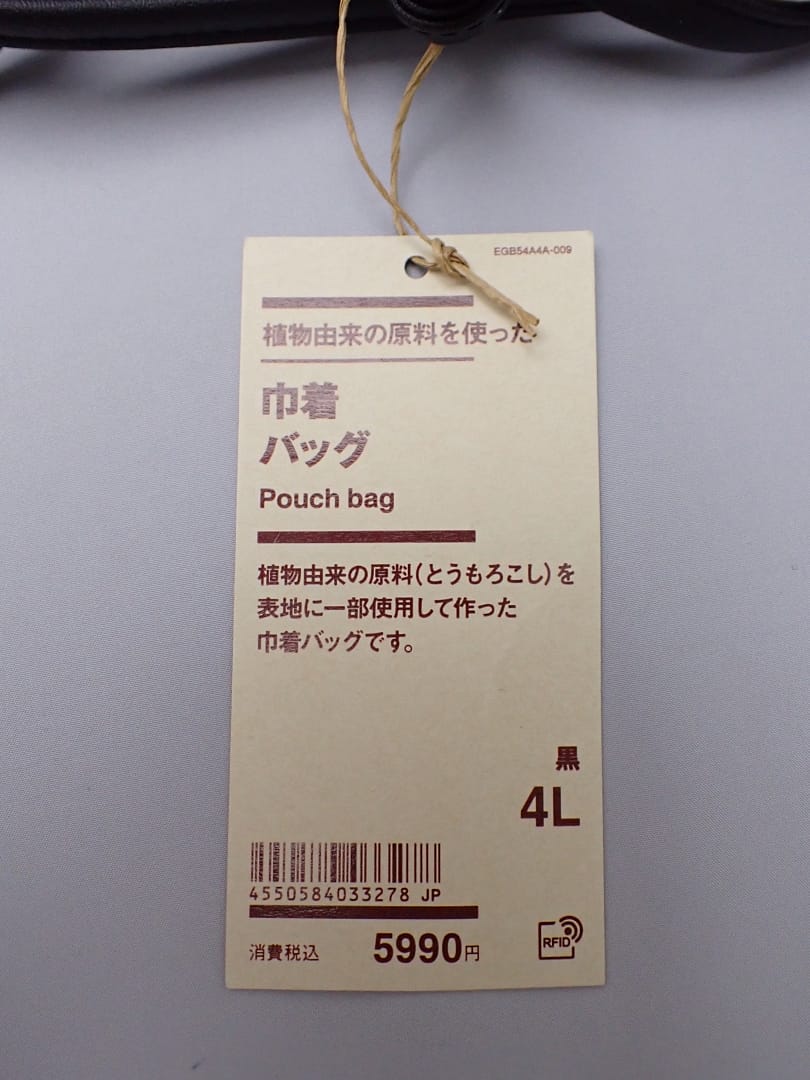 EGB54A4A-009
植物由来の原料を使った
巾着
バッグ
Pouch bag
植物由来の原料(とうもろこし)を
表地に一部使用して作った
巾着バッグです。
黒
4L
4550584033278 JP
消費税込 5990円
RFID